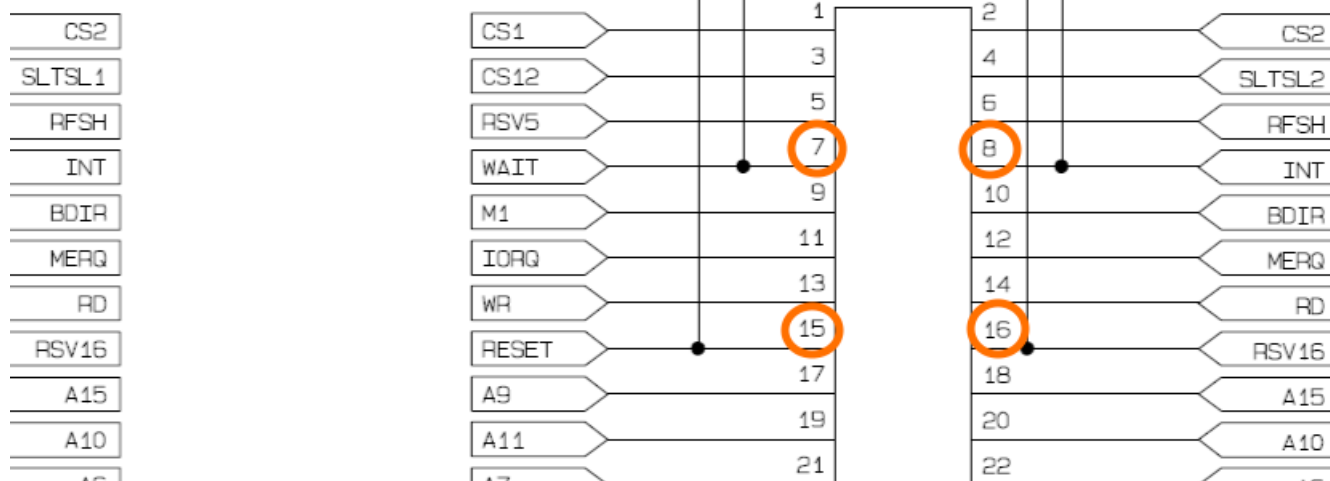 1 2
CS2 CS1 CS2
3 4
SLTSL1 CS12 SLTSL2
5 6
RFSH RSV5 RFSH
7 8
INT WAIT INT
9 10
BDIR M1 BDIR
11 12
MERQ IORQ MERQ
13 14
RD WR RD
15 16
RSV16 RESET RSV16
17 18
A15 A9 A15
19 20
A10 A11 A10
21 22